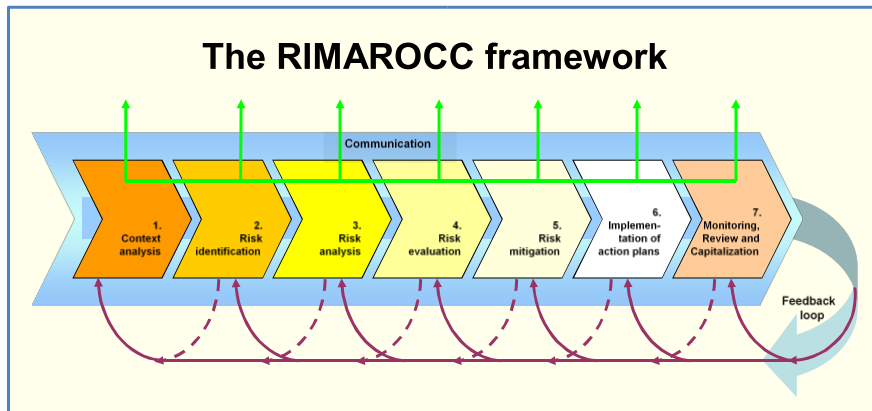 The RIMAROCC framework
Communication
1.
Context
analysis
2.
Risk
identification
3.
Risk
analysis
4.
Risk
evaluation
5.
Risk
mitigation
6.
Implemen-
tation of
action plans
7.
Monitoring,
Review and
Capitalization
Feedback
loop